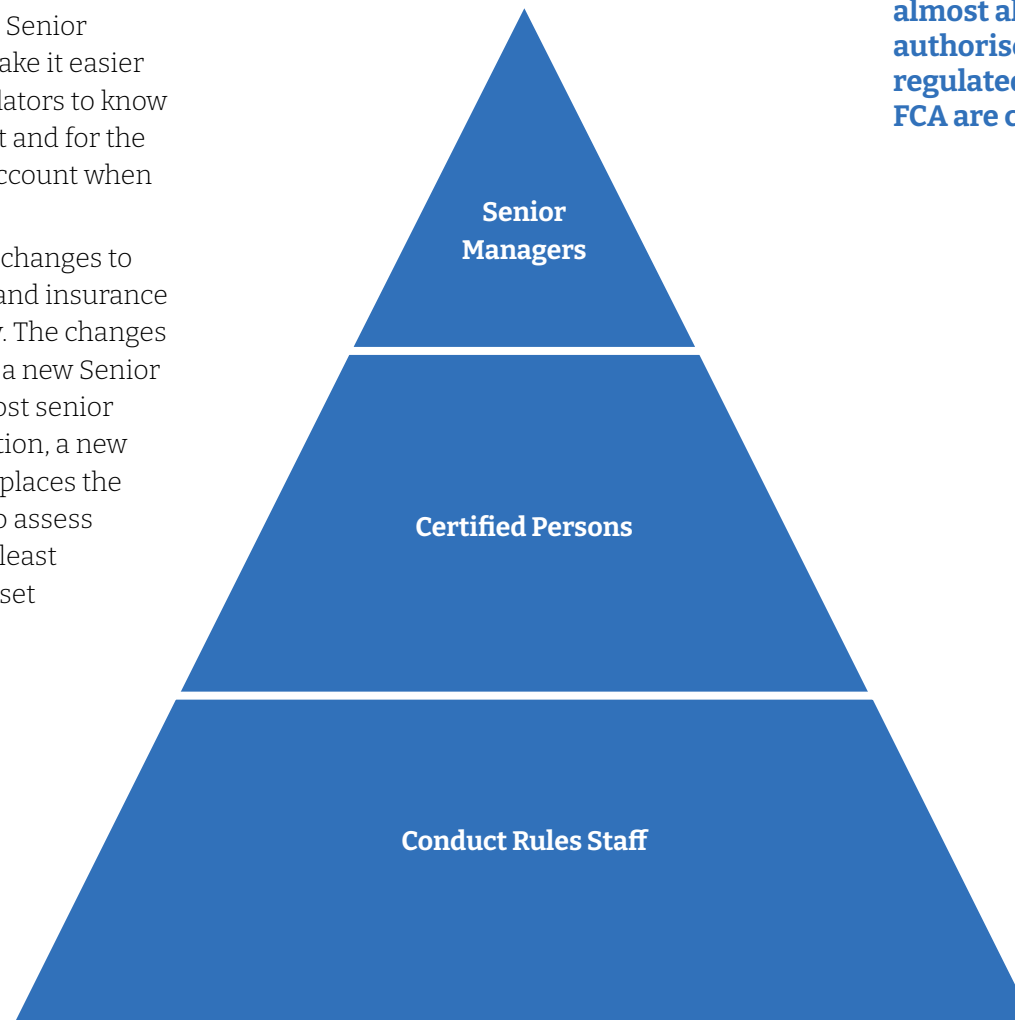 Senior
ake it easier
lators to know
t and for the
ccount when
changes to
and insurance
. The changes
a new Senior
ost senior
tion, a new
places the
o assess
least
set
Senior
Managers
Certified Persons
Conduct Rules Staff
almost al
authoris
regulate
FCA are